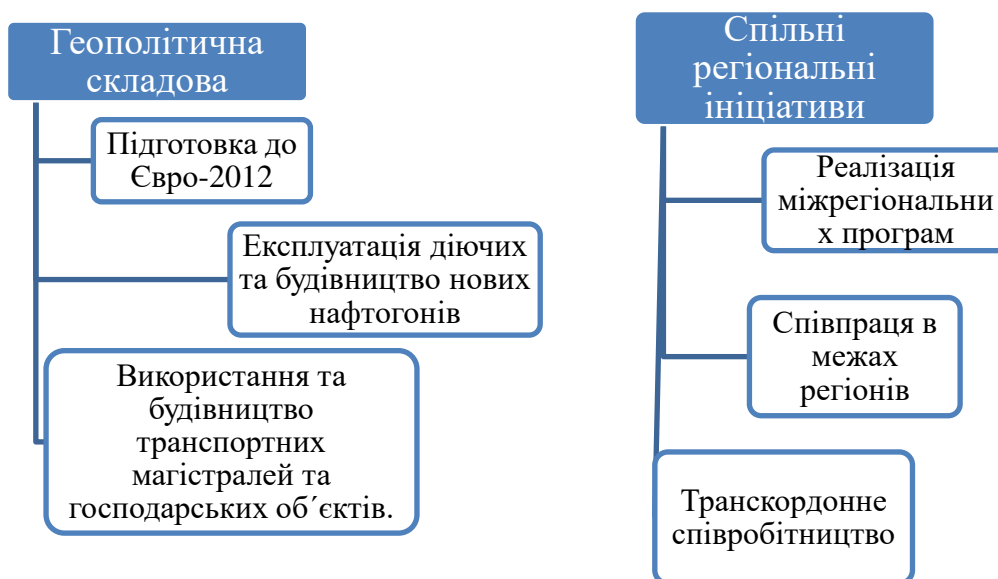 Геополітична
складова
Підготовка до
Євро-2012
Експлуатація діючих
та будівництво нових
нафтогонів
Використання та
будівництво
транспортних
магістралей та
господарських об´єктів.
Спільні
регіональні
ініціативи
Реалізація
міжрегіональни
х програм
Співпраця в
межах
регіонів
Транскордонне
співробітництво